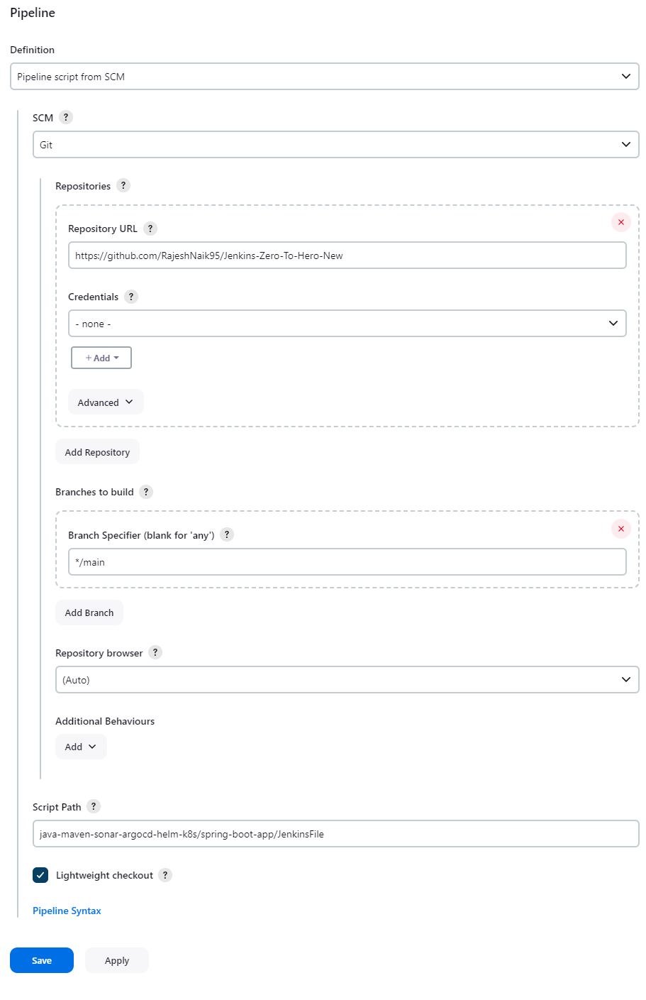 Pipeline
Definition
Pipeline script from SCM
SCM ?
Git
Repositories ?
Repository URL ?
https://github.com/RajeshNaik95/Jenkins-Zero-To-Hero-New
Credentials ?
- none -
+ Add
Advanced
Add Repository
Branches to build ?
Branch Specifier (blank for 'any') ?
*/main
Add Branch
Repository browser ?
(Auto)
Additional Behaviours
Add
Script Path ?
java-maven-sonar-argocd-helm-k8s/spring-boot-app/JenkinsFile
Lightweight checkout ?
Pipeline Syntax
Save Apply